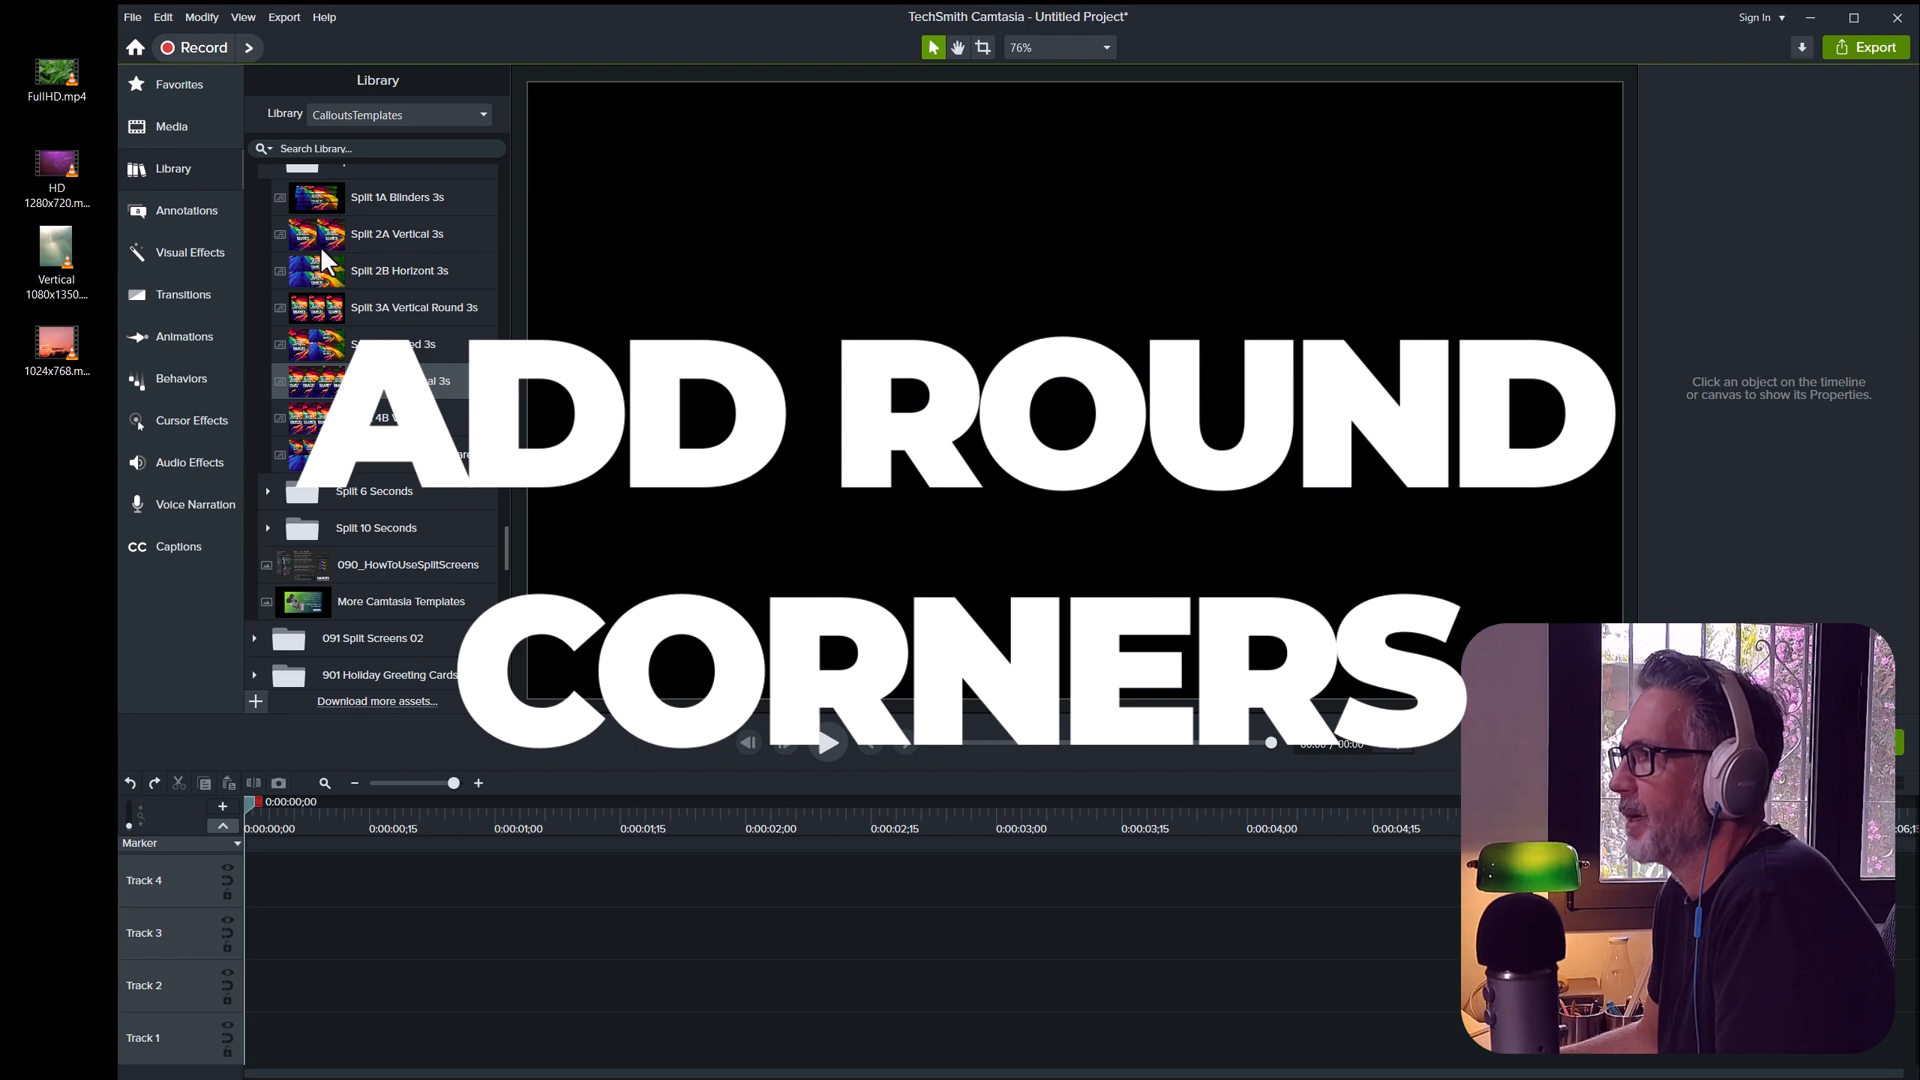 File Edit Modify View Export Help
TechSmith Camtasia - Untitled Project*
Sign In
Record
76%
Export
FullHD.mp4
HD
1280x720.m...
Vertical
1080x1350....
1024x768.m...
Favorites
Media
Library
Annotations
Visual Effects
Transitions
Animations
Behaviors
Cursor Effects
Audio Effects
Voice Narration
CC Captions
Library
Library CalloutsTemplates
Search Library...
Split 1A Blinders 3s
Split 2A Vertical 3s
Split 2B Horizont 3s
Split 3A Vertical Round 3s
Split 6 Seconds
Split 10 Seconds
090_HowToUseSplitScreens
More Camtasia Templates
091 Split Screens 02
901 Holiday Greeting Cards
Download more assets...
ADD ROUND
CORNERS
Click an object on the timeline
or canvas to show its Properties.
0:00:00;00
0:00:00;00 0:00:00;15 0:00:01;00 0:00:01;15 0:00:02;00 0:00:02;15 0:00:03;00 0:00:03;15 0:00:04;00 0:00:04;15
Marker
Track 4
Track 3
Track 2
Track 1